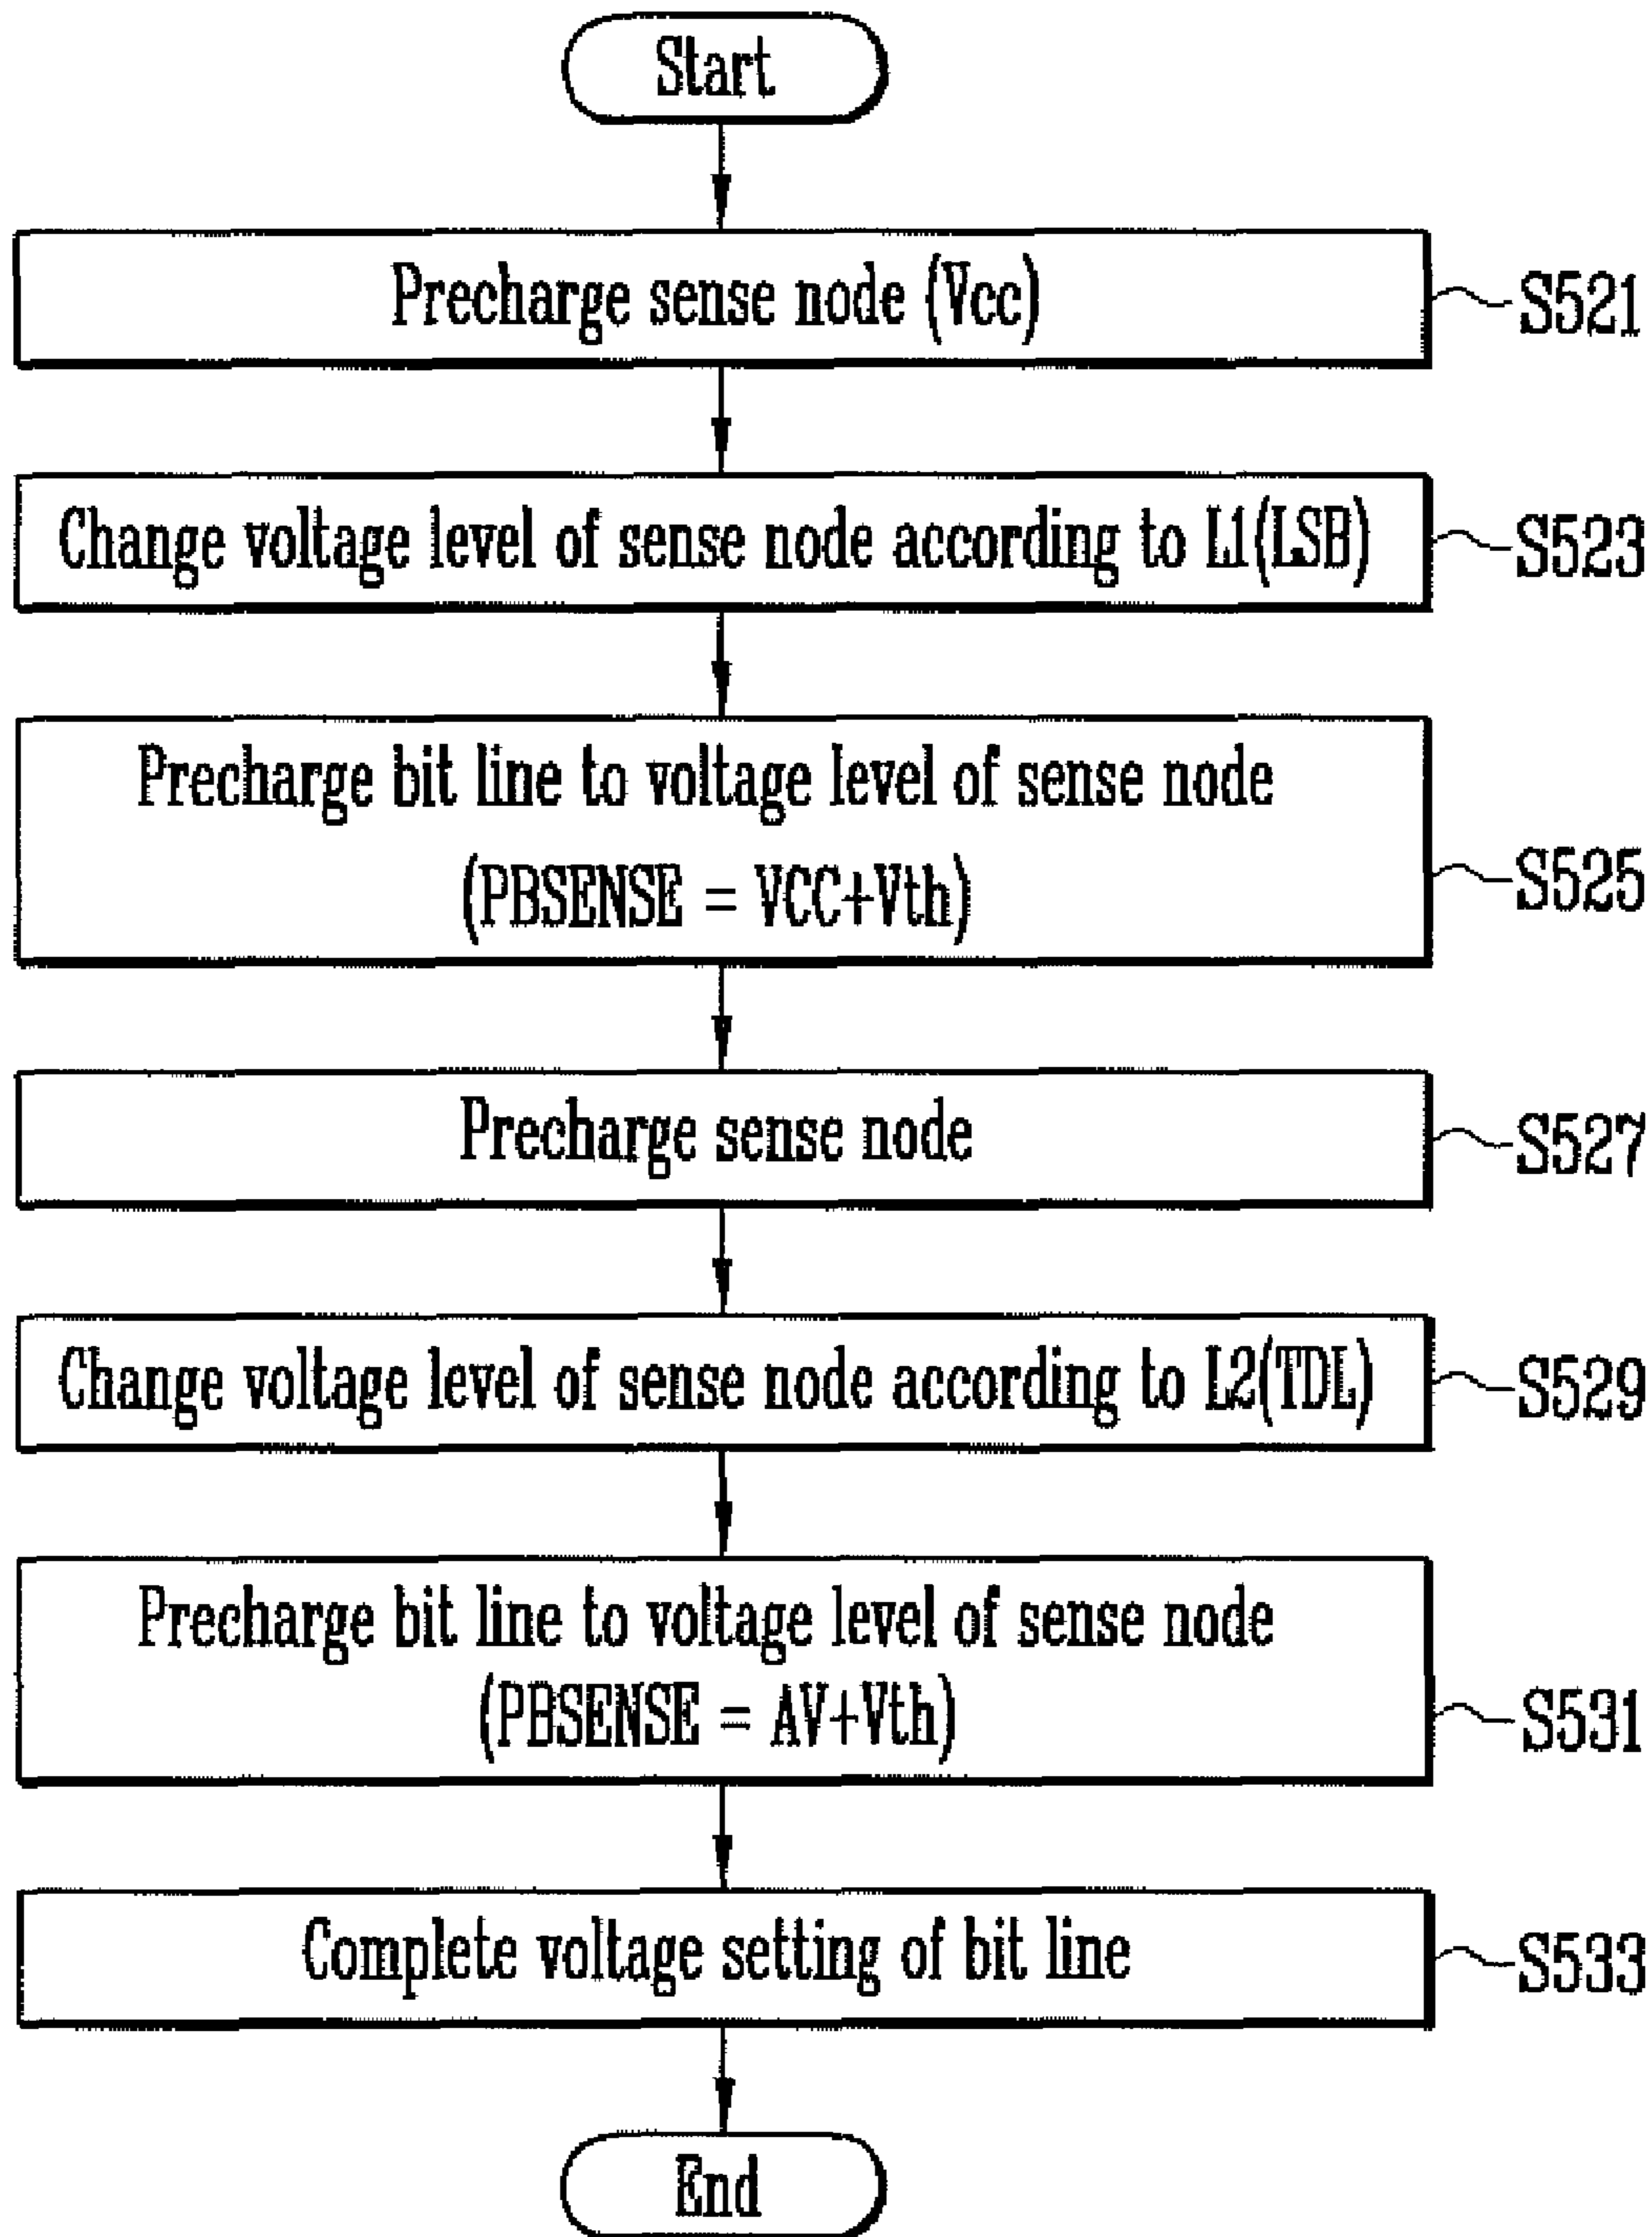 Start
Precharge sense node (Vcc)
S521
Change voltage level of sense node according to L1(LSB)
S523
Precharge bit line to voltage level of sense node
(PBSENSE = VCC+Vth)
S525
Precharge sense node
S527
Change voltage level of sense node according to L2(TDL)
S529
Precharge bit line to voltage level of sense node
(PBSENSE = AV+Vth)
S531
Complete voltage setting of bit line
S533
End